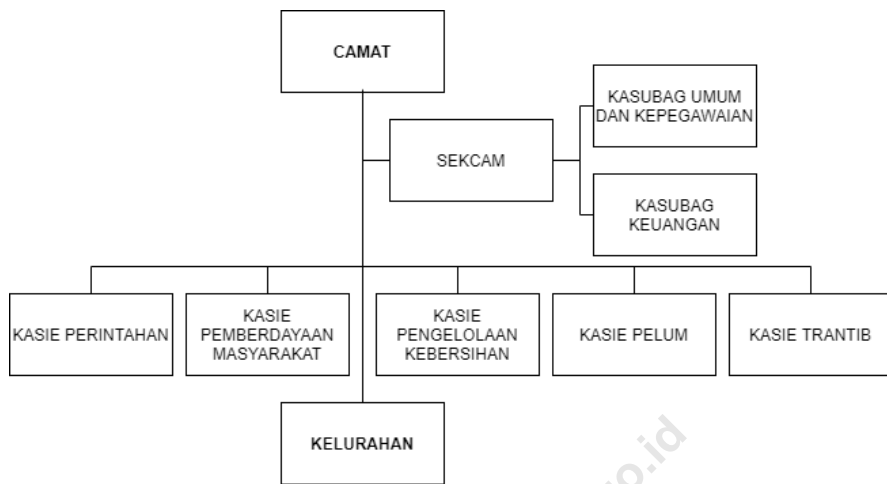 CAMAT
KASUBAG UMUM
DAN KEPEGAWAIAN
SEKCAM
KASUBAG
KEUANGAN
KASIE PERINTAHAN
KASIE
PEMBERDAYAAN
MASYARAKAT
KASIE
PENGELOLAAN
KEBERSIHAN
KASIE PELUM
KASIE TRANTIB
KELURAHAN
o.id